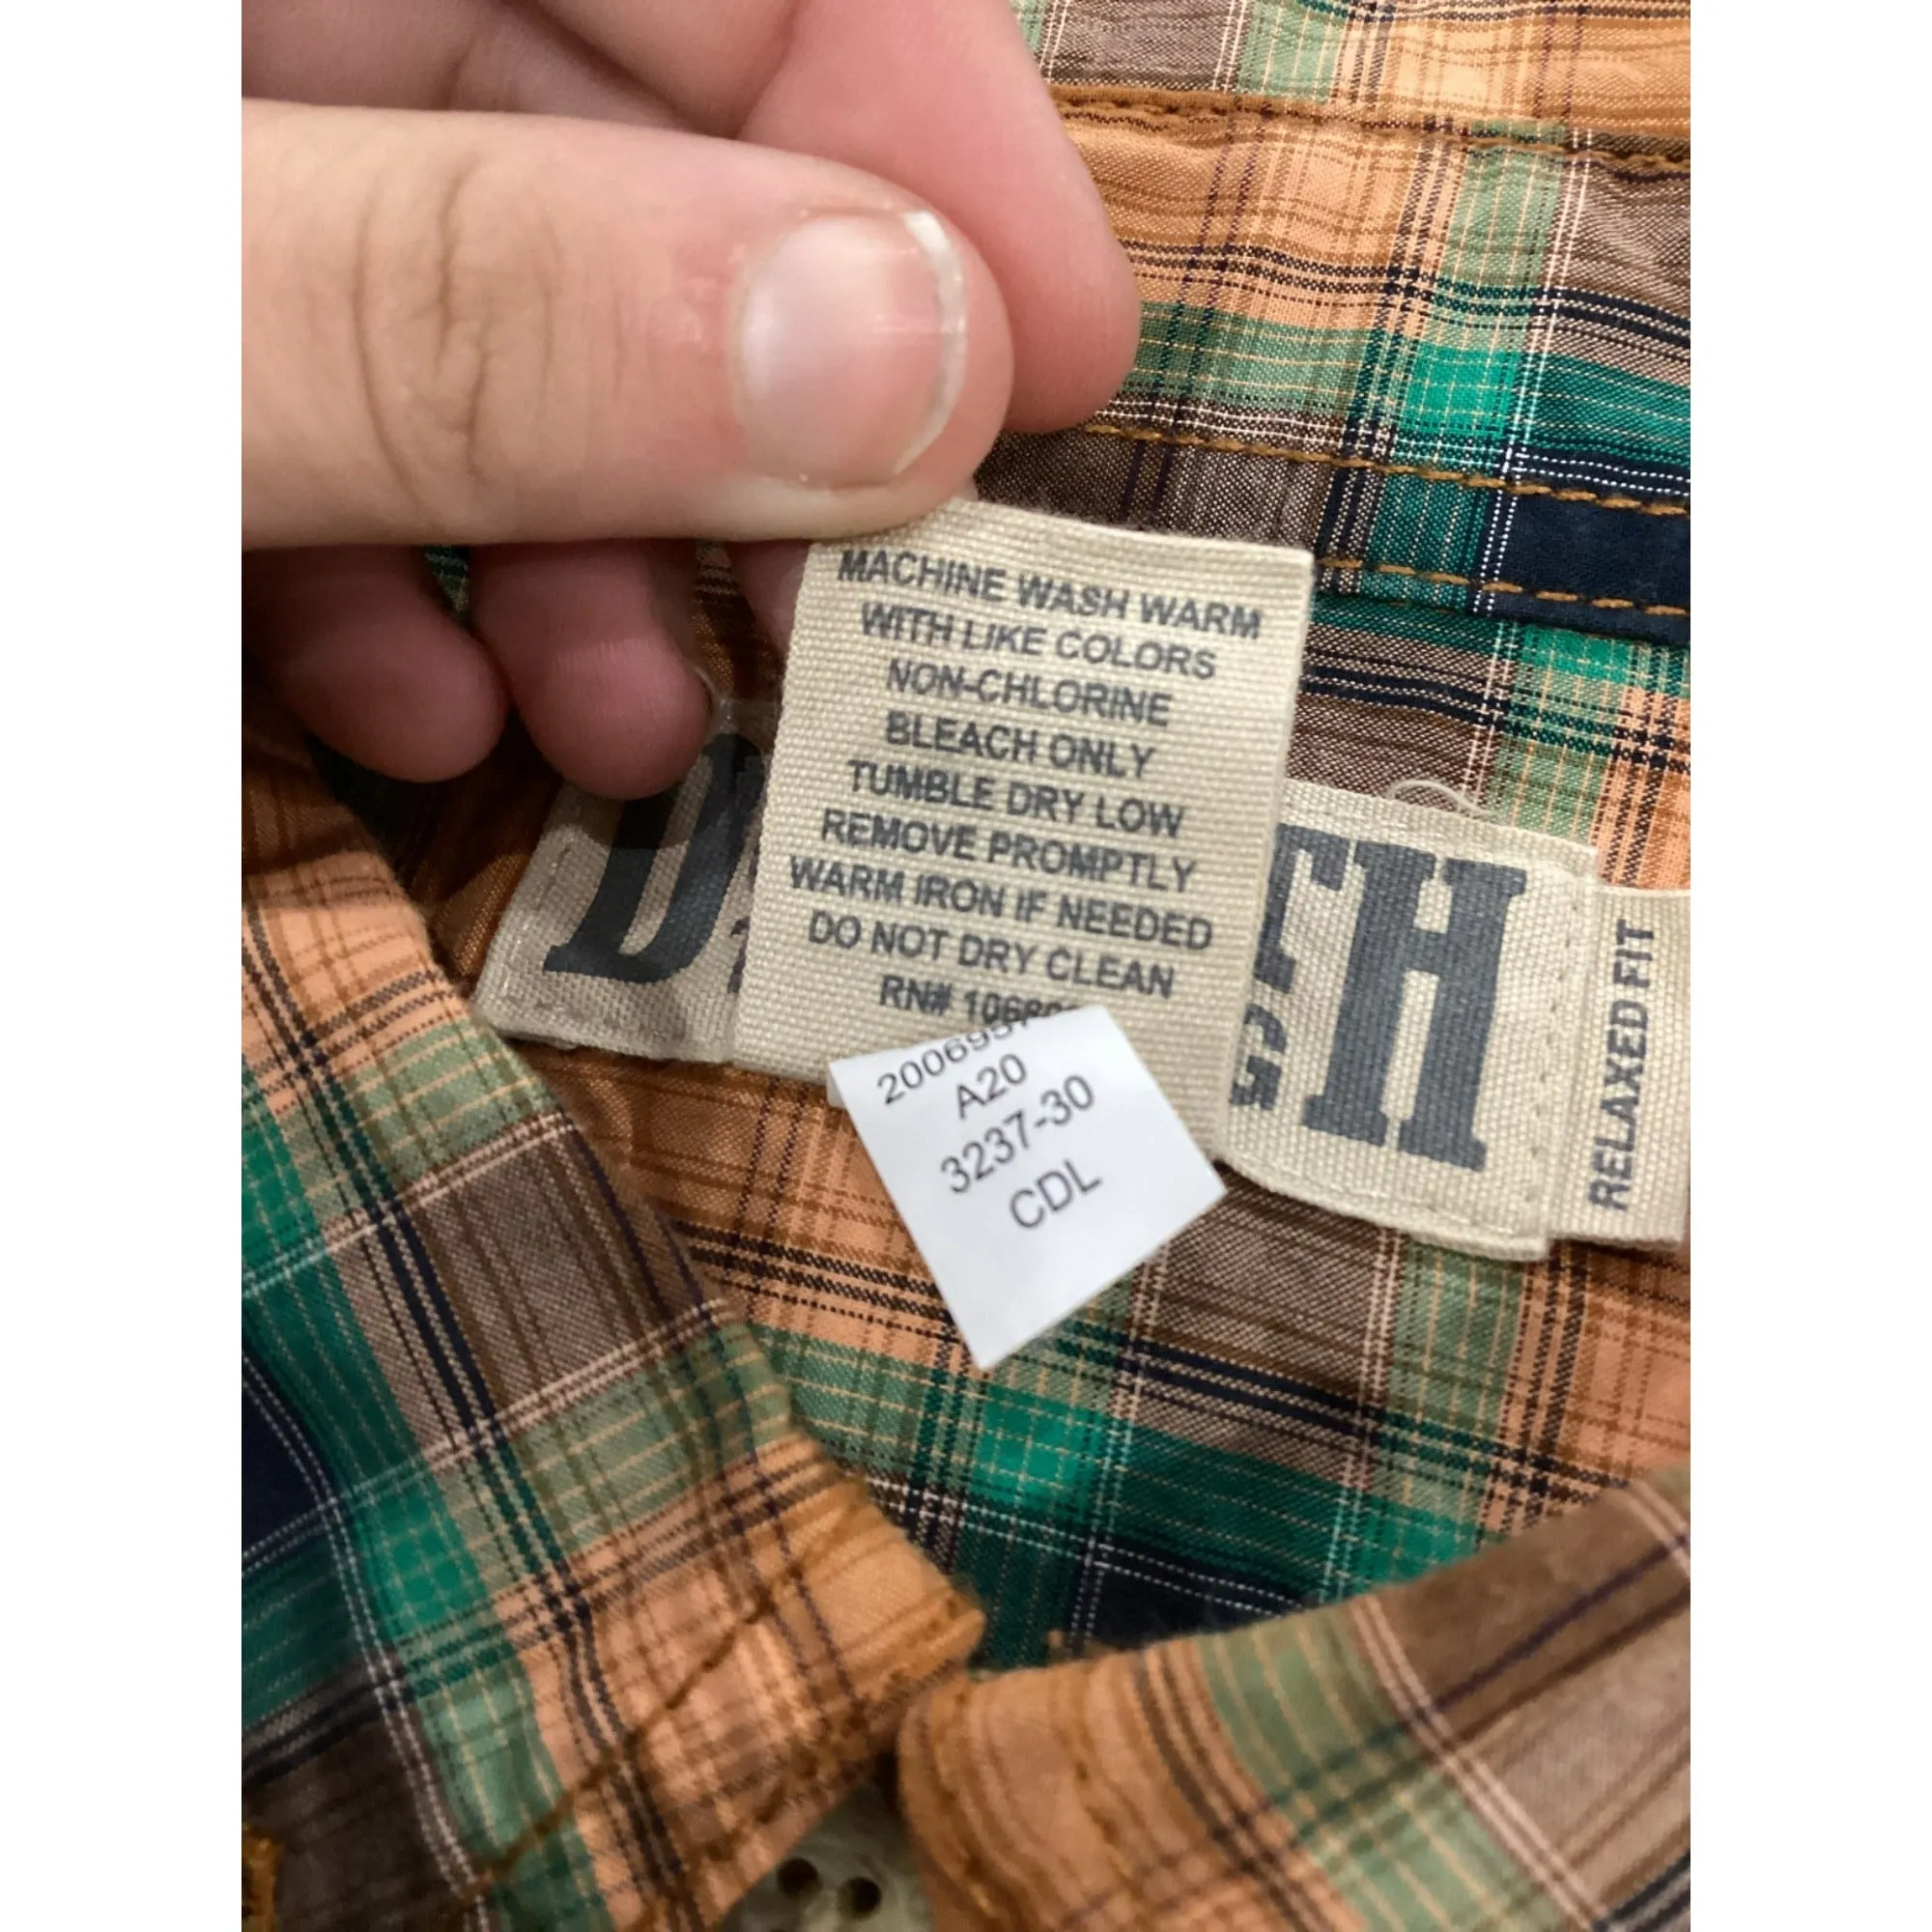 MACHINE WASH WARM
WITH LIKE COLORS
NON-CHLORINE
BLEACH ONLY
TUMBLE DRY LOW
REMOVE PROMPTLY
WARM IRON IF NEEDED
DO NOT DRY CLEAN
RN#
A20
3237-30
CDL
RELAXED FIT